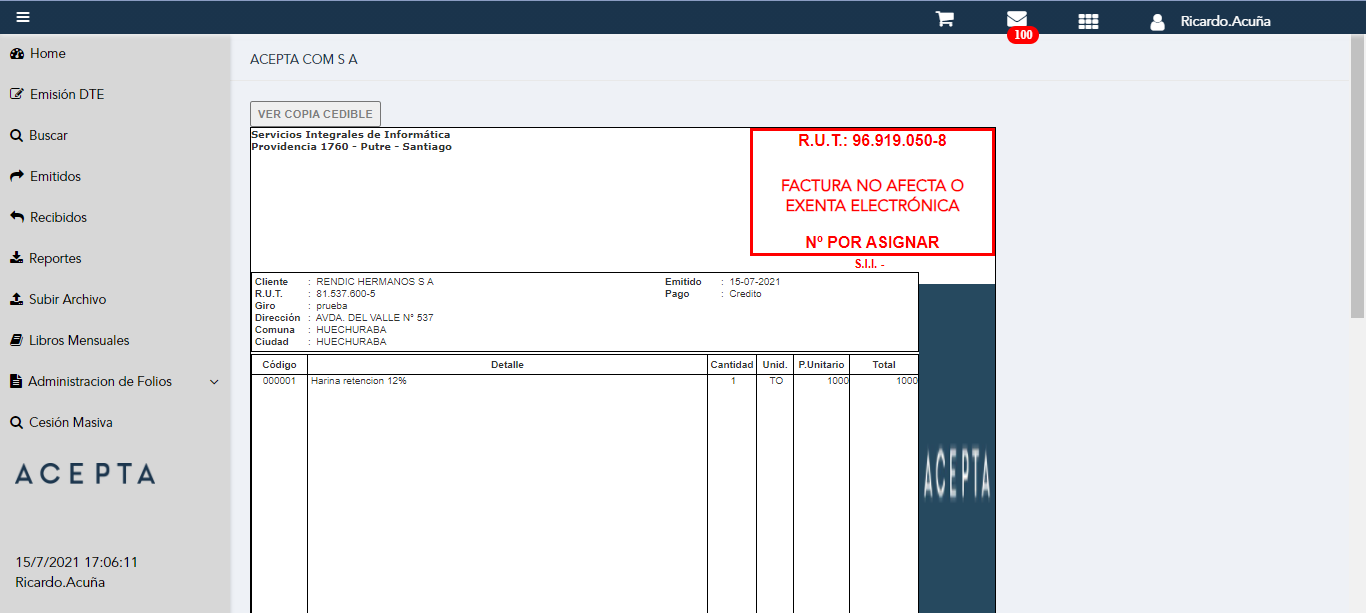 100
Ricardo.Acuña
Home
Emisión DTE
Buscar
Emitidos
Recibidos
Reportes
Subir Archivo
Libros Mensuales
Administracion de Folios
Cesión Masiva
ACEPTA
15/7/2021 17:06:11
Ricardo.Acuña
ACEPTA COM S A
VER COPIA CEDIBLE
Servicios Integrales de Informática
Providencia 1760 - Putre - Santiago
R.U.T.: 96.919.050-8
FACTURA NO AFECTA O
EXENTA ELECTRÓNICA
Nº POR ASIGNAR
S.I.I. -
Cliente : RENDIC HERMANOS S A Emitido : 15-07-2021
R.U.T. : 81.537.600-5 Pago : Credito
Giro : prueba
Dirección : AVDA. DEL VALLE N° 537
Comuna : HUECHURABA
Ciudad : HUECHURABA
Código Detalle Cantidad Unid. P.Unitario Total
000001 Harina retencion 12% 1 TO 1000 1000
ACEPTA